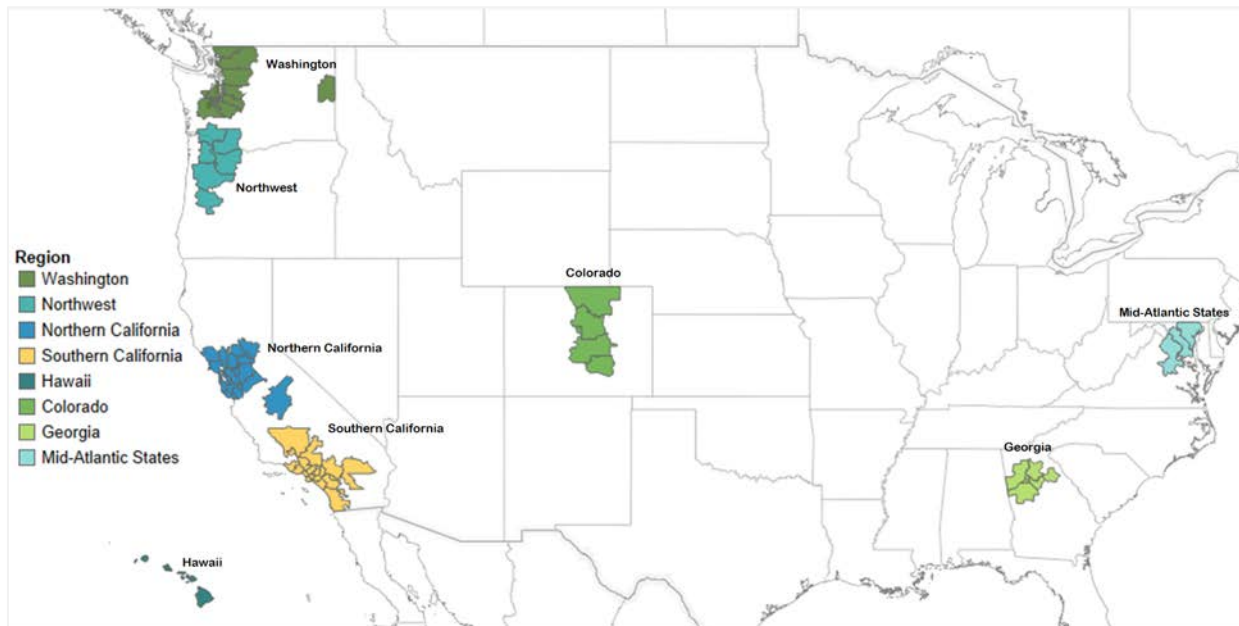 Washington
Northwest
Colorado
Region
Washington
Northwest
Northern California
Southern California
Hawaii
Colorado
Georgia
Mid-Atlantic States
Mid-Atlantic States
Northern California
Southern California
Georgia
Hawaii